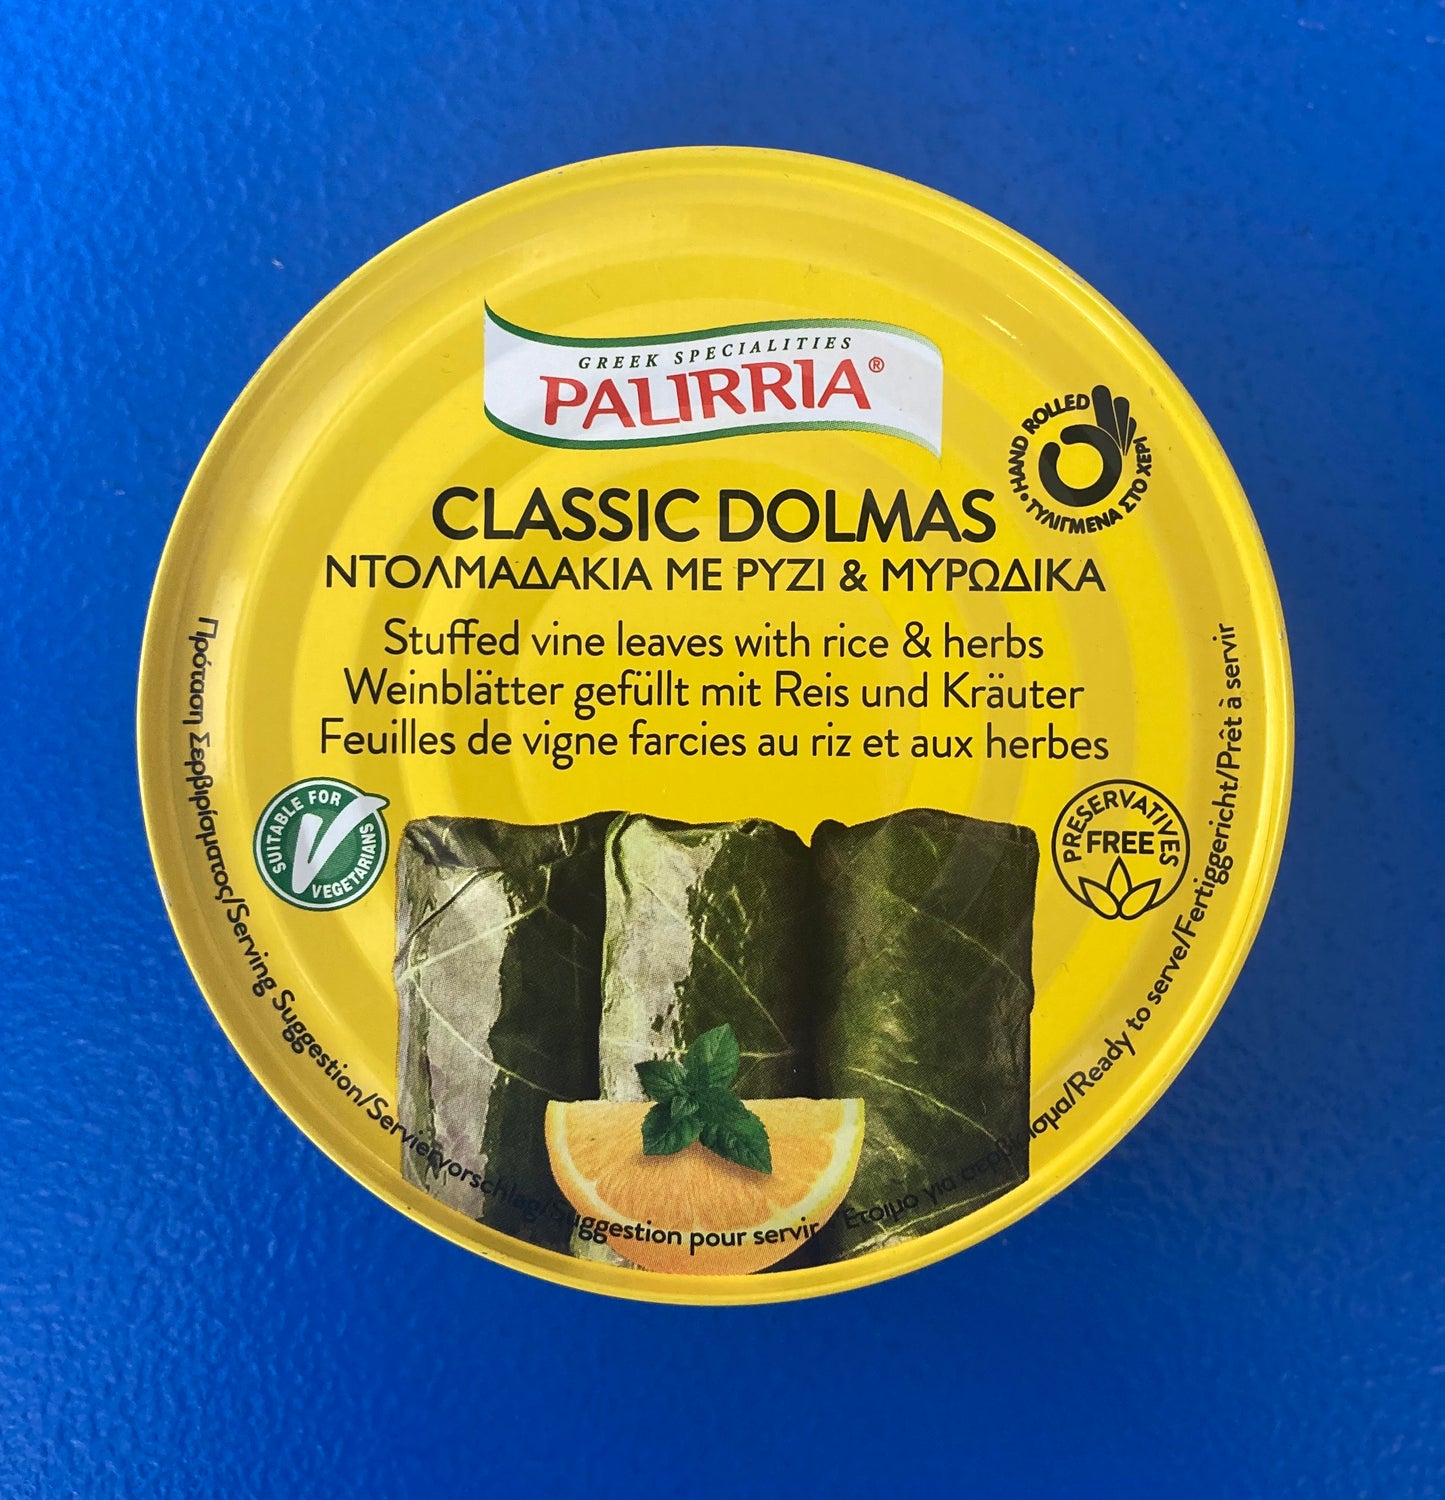 GREEK SPECIALITIES
PALIRRIA®
HAND ROLLED • ΤΥΛΙΓΜΕΝΑ ΣΤΟ ΧΕΡΙ •
CLASSIC DOLMAS
ΝΤΟΛΜΑΔΑΚΙΑ ΜΕ ΡΥΖΙ & ΜΥΡΩΔΙΚΑ
Stuffed vine leaves with rice & herbs
Weinblätter gefüllt mit Reis und Kräuter
Feuilles de vigne farcies au riz et aux herbes
SUITABLE FOR
VEGETARIANS
PRESERVATIVES
FREE
Πρόταση Σερβιρίσματος/Serving Suggestion/Serviervorschlag/Suggestion pour servir
Έτοιμο για σερβίρισμα/Ready to serve/Fertiggericht/Prêt à servir